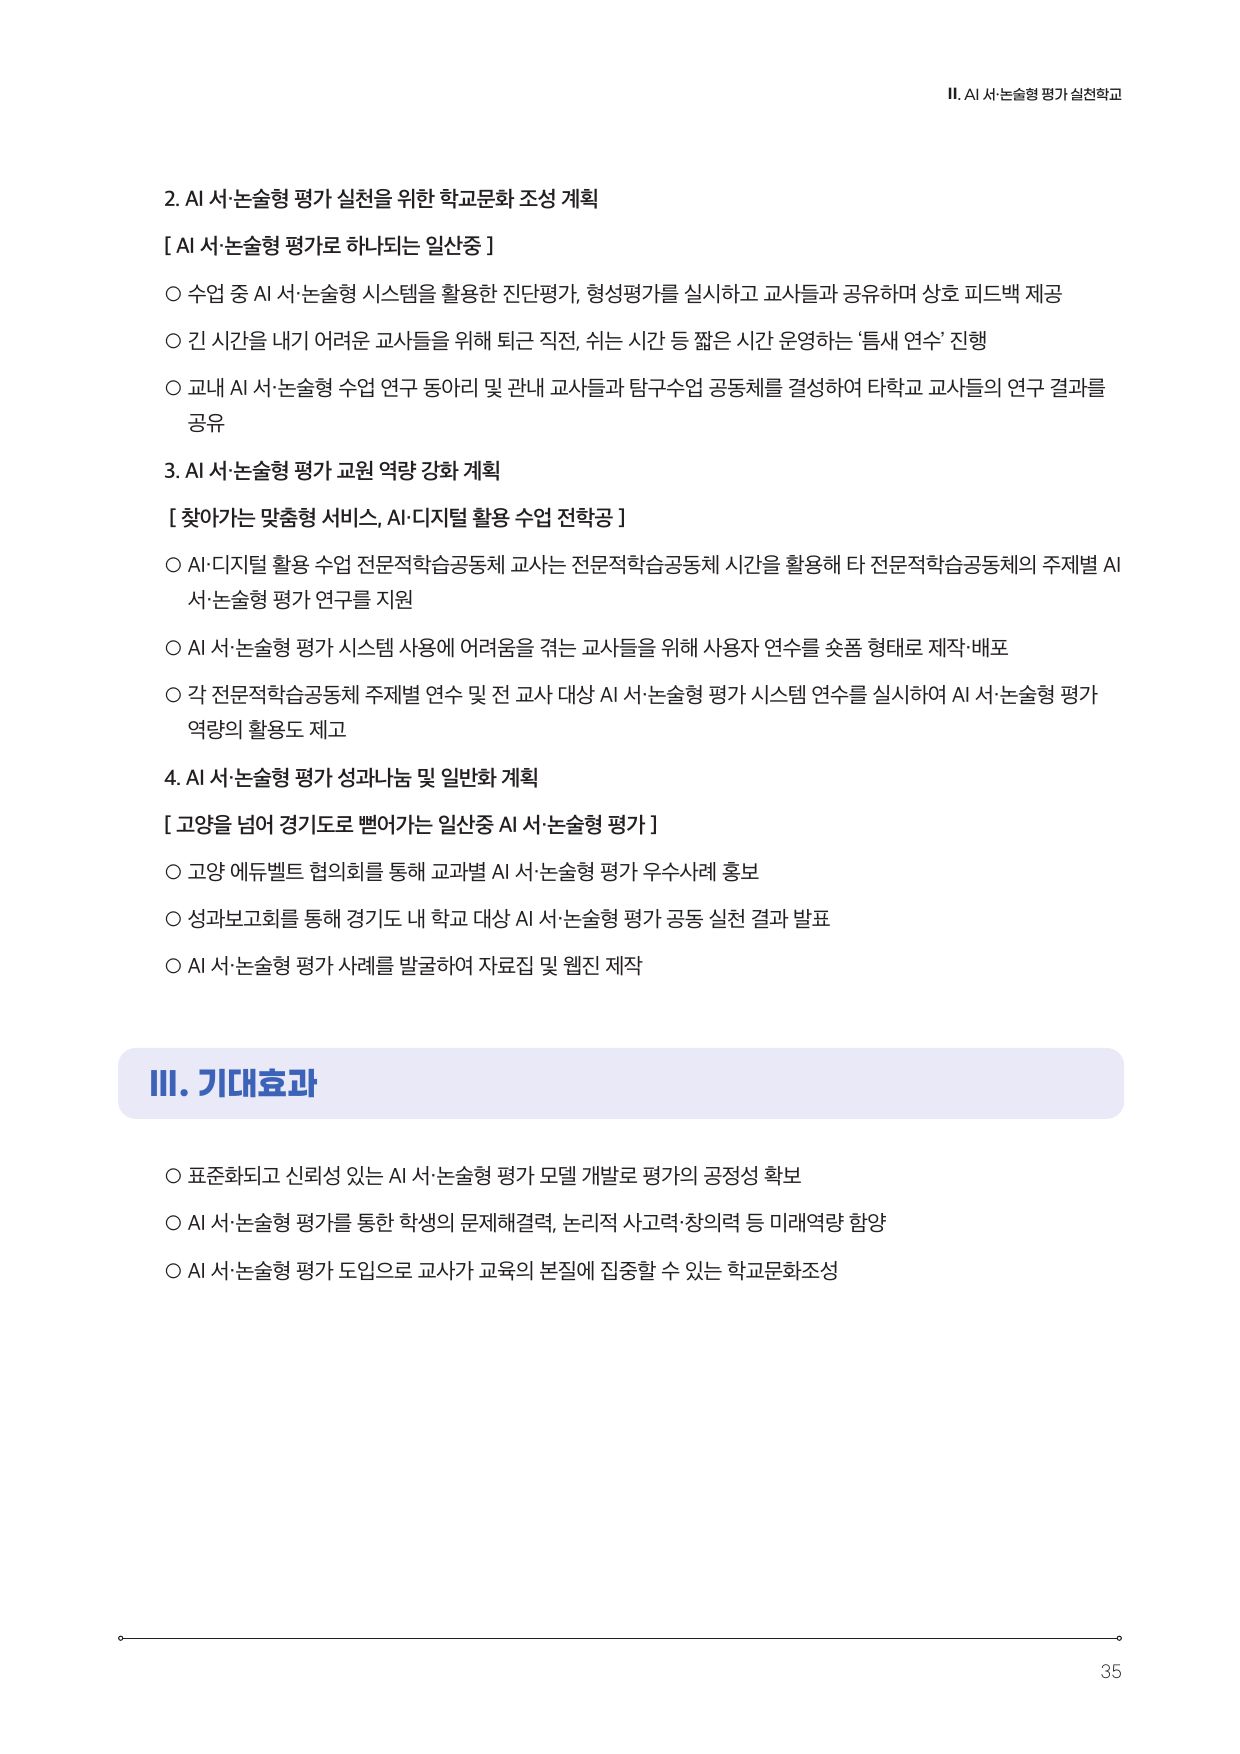 II. AI 서·논술형 평가 실천학교
2. AI 서·논술형 평가 실천을 위한 학교문화 조성 계획
[ AI 서·논술형 평가로 하나되는 일산중 ]
○ 수업 중 AI 서·논술형 시스템을 활용한 진단평가, 형성평가를 실시하고 교사들과 공유하며 상호 피드백 제공
○ 긴 시간을 내기 어려운 교사들을 위해 퇴근 직전, 쉬는 시간 등 짧은 시간 운영하는 ‘틈새 연수’ 진행
○ 교내 AI 서·논술형 수업 연구 동아리 및 관내 교사들과 탐구수업 공동체를 결성하여 타학교 교사들의 연구 결과를
공유
3. AI 서·논술형 평가 교원 역량 강화 계획
[ 찾아가는 맞춤형 서비스, AI·디지털 활용 수업 전학공 ]
○ AI·디지털 활용 수업 전문적학습공동체 교사는 전문적학습공동체 시간을 활용해 타 전문적학습공동체의 주제별 AI
서·논술형 평가 연구를 지원
○ AI 서·논술형 평가 시스템 사용에 어려움을 겪는 교사들을 위해 사용자 연수를 숏폼 형태로 제작·배포
○ 각 전문적학습공동체 주제별 연수 및 전 교사 대상 AI 서·논술형 평가 시스템 연수를 실시하여 AI 서·논술형 평가
역량의 활용도 제고
4. AI 서·논술형 평가 성과나눔 및 일반화 계획
[ 고양을 넘어 경기도로 뻗어가는 일산중 AI 서·논술형 평가 ]
○ 고양 에듀벨트 협의회를 통해 교과별 AI 서·논술형 평가 우수사례 홍보
○ 성과보고회를 통해 경기도 내 학교 대상 AI 서·논술형 평가 공동 실천 결과 발표
○ AI 서·논술형 평가 사례를 발굴하여 자료집 및 웹진 제작
III. 기대효과
○ 표준화되고 신뢰성 있는 AI 서·논술형 평가 모델 개발로 평가의 공정성 확보
○ AI 서·논술형 평가를 통한 학생의 문제해결력, 논리적 사고력·창의력 등 미래역량 함양
○ AI 서·논술형 평가 도입으로 교사가 교육의 본질에 집중할 수 있는 학교문화조성
35